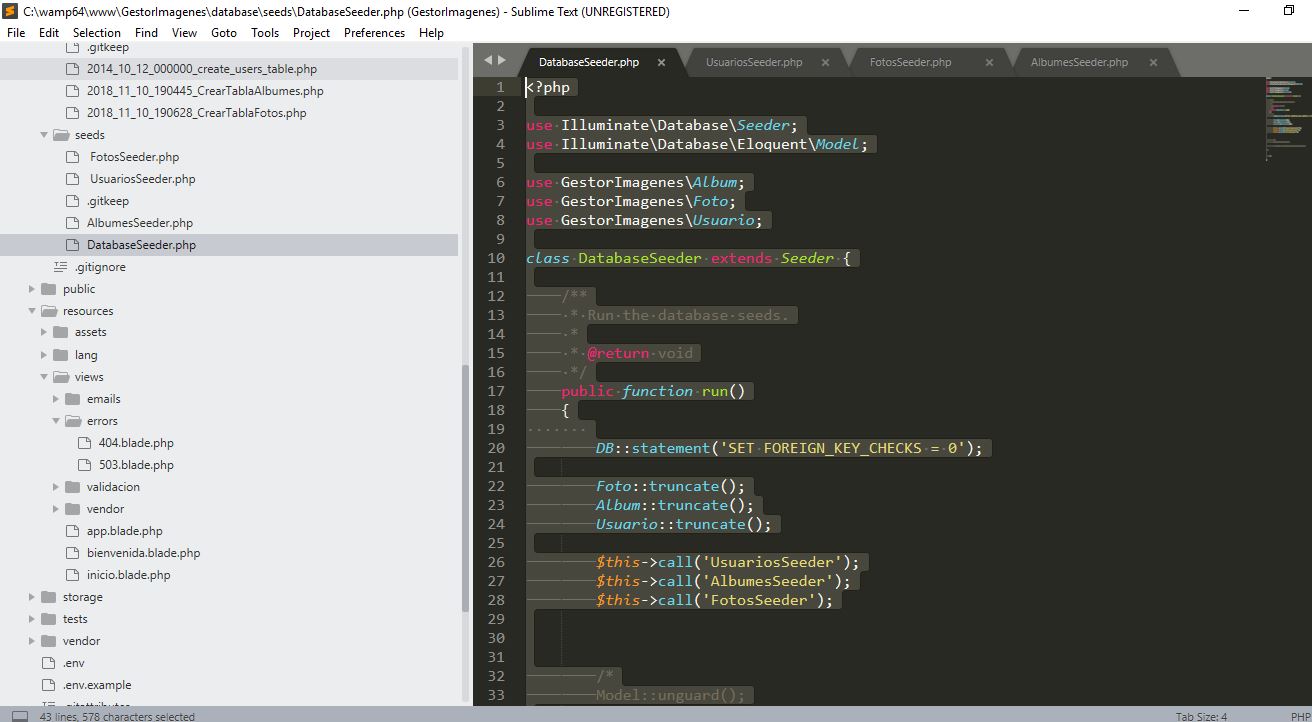 C:\wamp64\www\GestorImagenes\database\seeds\DatabaseSeeder.php (GestorImagenes) - Sublime Text (UNREGISTERED)
File Edit Selection Find View Goto Tools Project Preferences Help
.gitkeep
2014_10_12_000000_create_users_table.php
2018_11_10_190445_CrearTablaAlbumes.php
2018_11_10_190628_CrearTablaFotos.php
seeds
FotosSeeder.php
UsuariosSeeder.php
.gitkeep
AlbumesSeeder.php
DatabaseSeeder.php
.gitignore
public
resources
assets
lang
views
emails
errors
404.blade.php
503.blade.php
validacion
vendor
app.blade.php
bienvenida.blade.php
inicio.blade.php
storage
tests
vendor
.env
.env.example
.gitattributes
DatabaseSeeder.php × UsuariosSeeder.php × FotosSeeder.php × AlbumesSeeder.php ×
1 <?php
2
3 use Illuminate\Database\Seeder;
4 use Illuminate\Database\Eloquent\Model;
5
6 use GestorImagenes\Album;
7 use GestorImagenes\Foto;
8 use GestorImagenes\Usuario;
9
10 class DatabaseSeeder extends Seeder {
11
12 /**
13 * Run the database seeds.
14 *
15 * @return void
16 */
17 public function run()
18 {
19
20 DB::statement('SET FOREIGN_KEY_CHECKS = 0');
21
22 Foto::truncate();
23 Album::truncate();
24 Usuario::truncate();
25
26 $this->call('UsuariosSeeder');
27 $this->call('AlbumesSeeder');
28 $this->call('FotosSeeder');
29
30
31
32 /*
33 Model::unguard();
43 lines, 578 characters selected Tab Size: 4 PHP